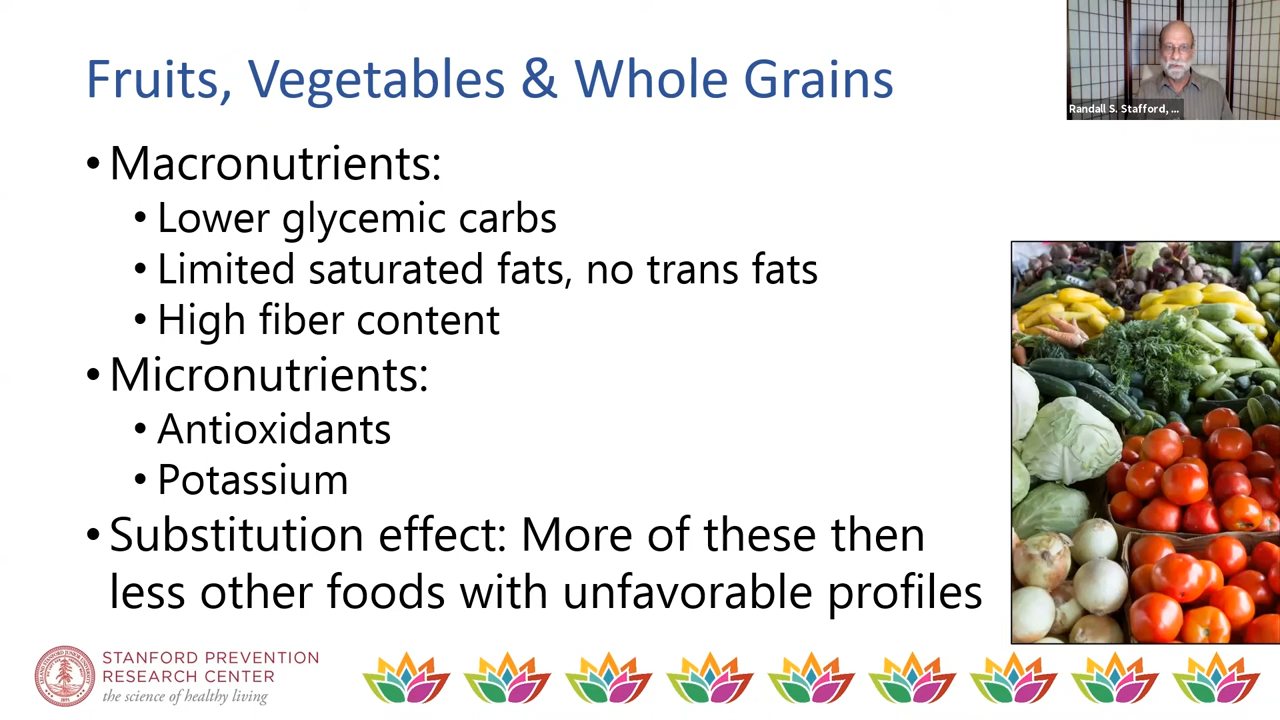 Fruits, Vegetables & Whole Grains
Randall S. Stafford, ...
• Macronutrients:
• Lower glycemic carbs
• Limited saturated fats, no trans fats
• High fiber content
• Micronutrients:
• Antioxidants
• Potassium
• Substitution effect: More of these then
less other foods with unfavorable profiles
STANFORD PREVENTION
RESEARCH CENTER
the science of healthy living